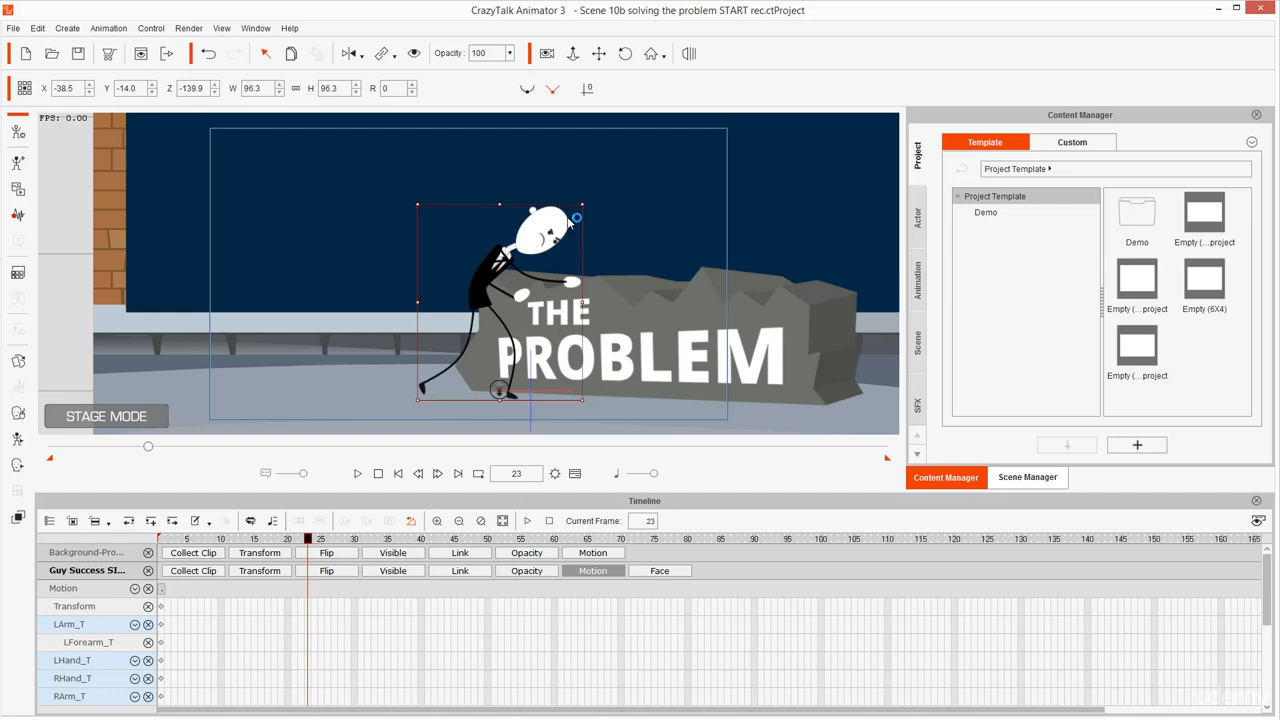 CrazyTalk Animator 3 - Scene 10b solving the problem START rec.ctProject
File Edit Create Animation Control Render View Window Help
Opacity : 100
X -38.5 Y -14.0 Z -139.9 W 96.3 H 96.3 R 0
FPS: 0.00
THE
PROBLEM
STAGE MODE
Content Manager
Template Custom
Project Template
Project Template
Demo
Demo
Empty (...project
Empty (...project
Empty (6X4)
Empty (...project
Project
Actor
Animation
Scene
SFX
Content Manager Scene Manager
23
Timeline
Current Frame: 23
5 10 15 20 25 30 35 40 45 50 55 60 65 70 75 80 85 90 95 100 105 110 115 120 125 130 135 140 145 150 155 160 165
Background-Pro... Collect Clip Transform Flip Visible Link Opacity Motion
Guy Success SI... Collect Clip Transform Flip Visible Link Opacity Motion Face
Motion
Transform
LArm_T
LForearm_T
LHand_T
RHand_T
RArm_T